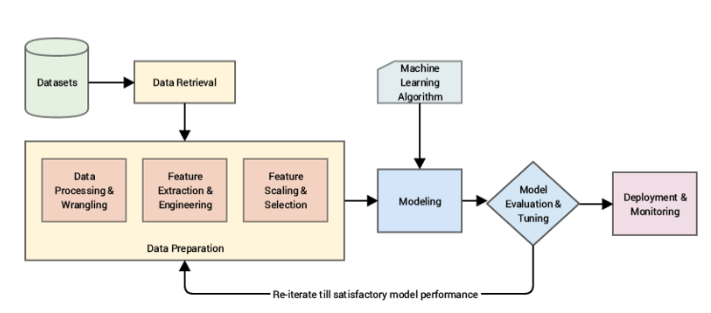 Datasets
Data Retrieval
Machine
Learning
Algorithm
Data
Processing &
Wrangling
Feature
Extraction &
Engineering
Feature
Scaling &
Selection
Data Preparation
Modeling
Model
Evaluation &
Tuning
Deployment &
Monitoring
Re-iterate till satisfactory model performance